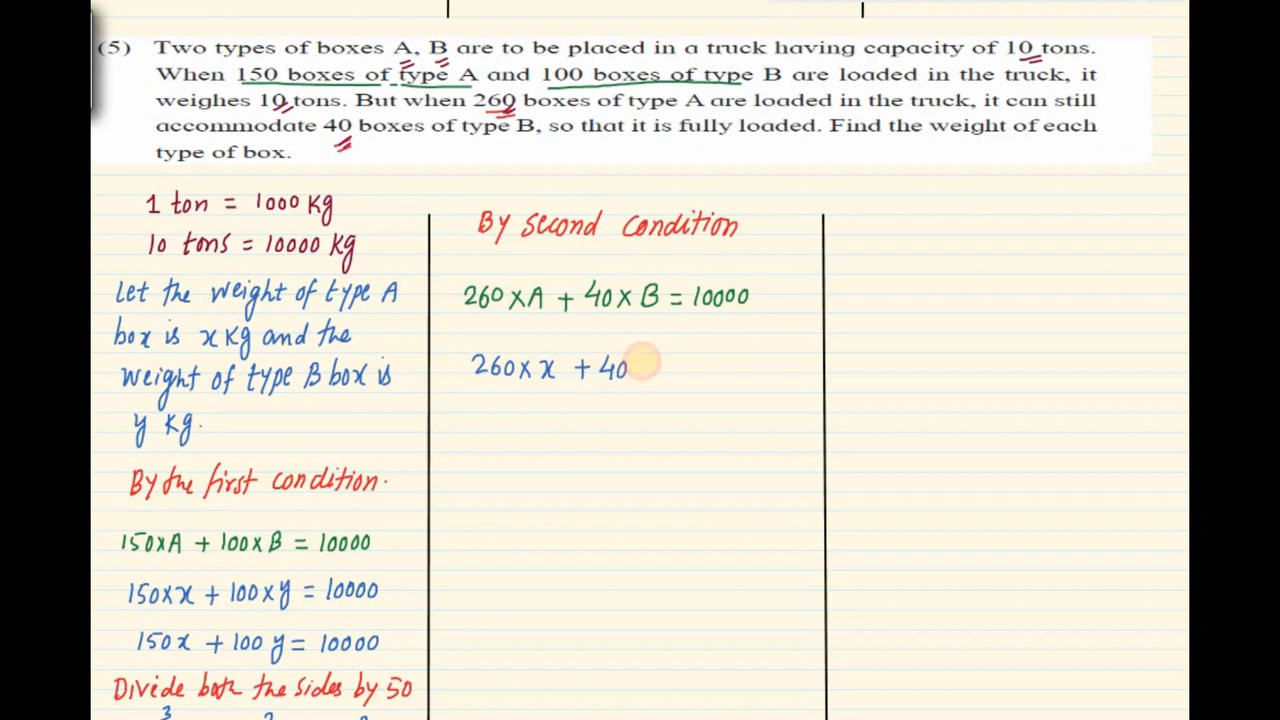 (5) Two types of boxes A, B are to be placed in a truck having capacity of 10 tons.
When 150 boxes of type A and 100 boxes of type B are loaded in the truck, it
weighes 10 tons. But when 260 boxes of type A are loaded in the truck, it can still
accommodate 40 boxes of type B, so that it is fully loaded. Find the weight of each
type of box.
1 ton = 1000 Kg
10 tons = 10000 Kg
Let the weight of type A
box is x Kg and the
weight of type B box is
y Kg.
By the first condition.
150×A + 100×B = 10000
150×x + 100×y = 10000
150x + 100y = 10000
Divide both the sides by 50
3 2
By second condition
260×A + 40×B = 10000
260×x + 40